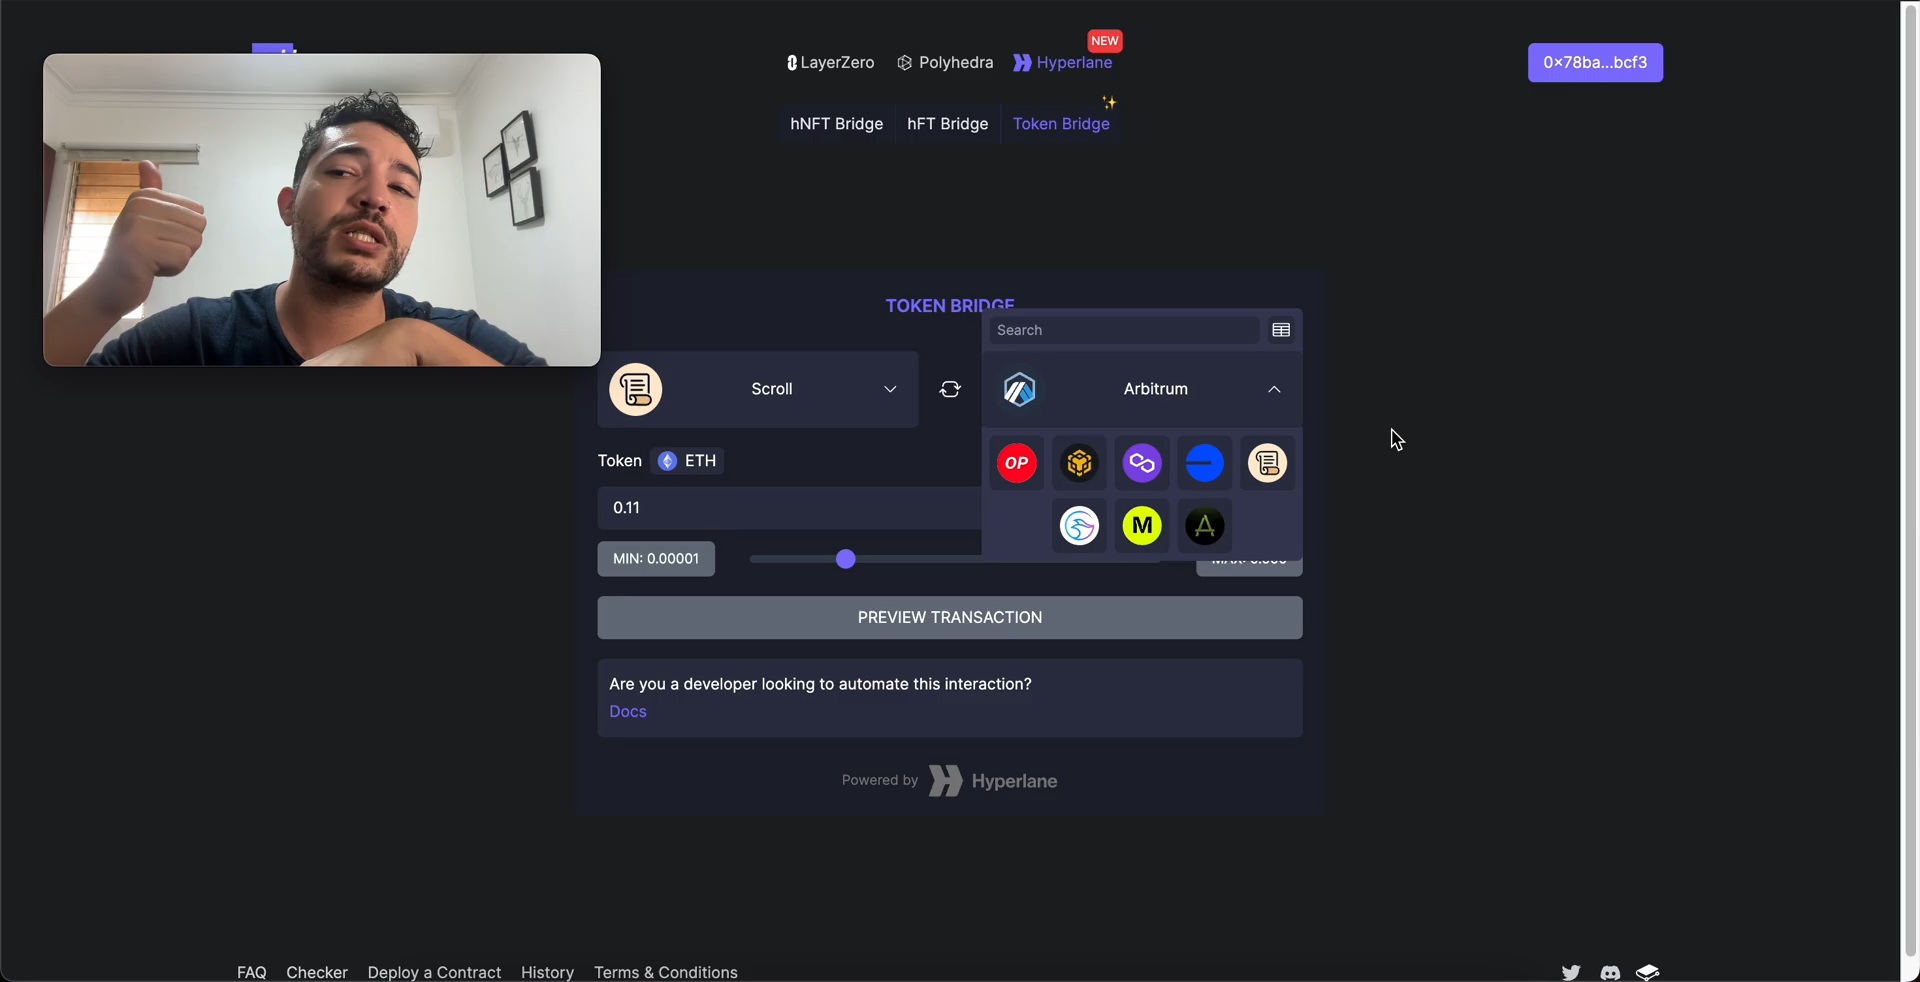 NEW
LayerZero
Polyhedra
Hyperlane
0×78ba...bcf3
hNFT Bridge
hFT Bridge
Token Bridge
TOKEN BRIDGE
Search
Scroll
Arbitrum
Token
ETH
OP
0.11
M
MIN: 0.00001
PREVIEW TRANSACTION
Are you a developer looking to automate this interaction?
Docs
Powered by
Hyperlane
FAQ
Checker
Deploy a Contract
History
Terms & Conditions